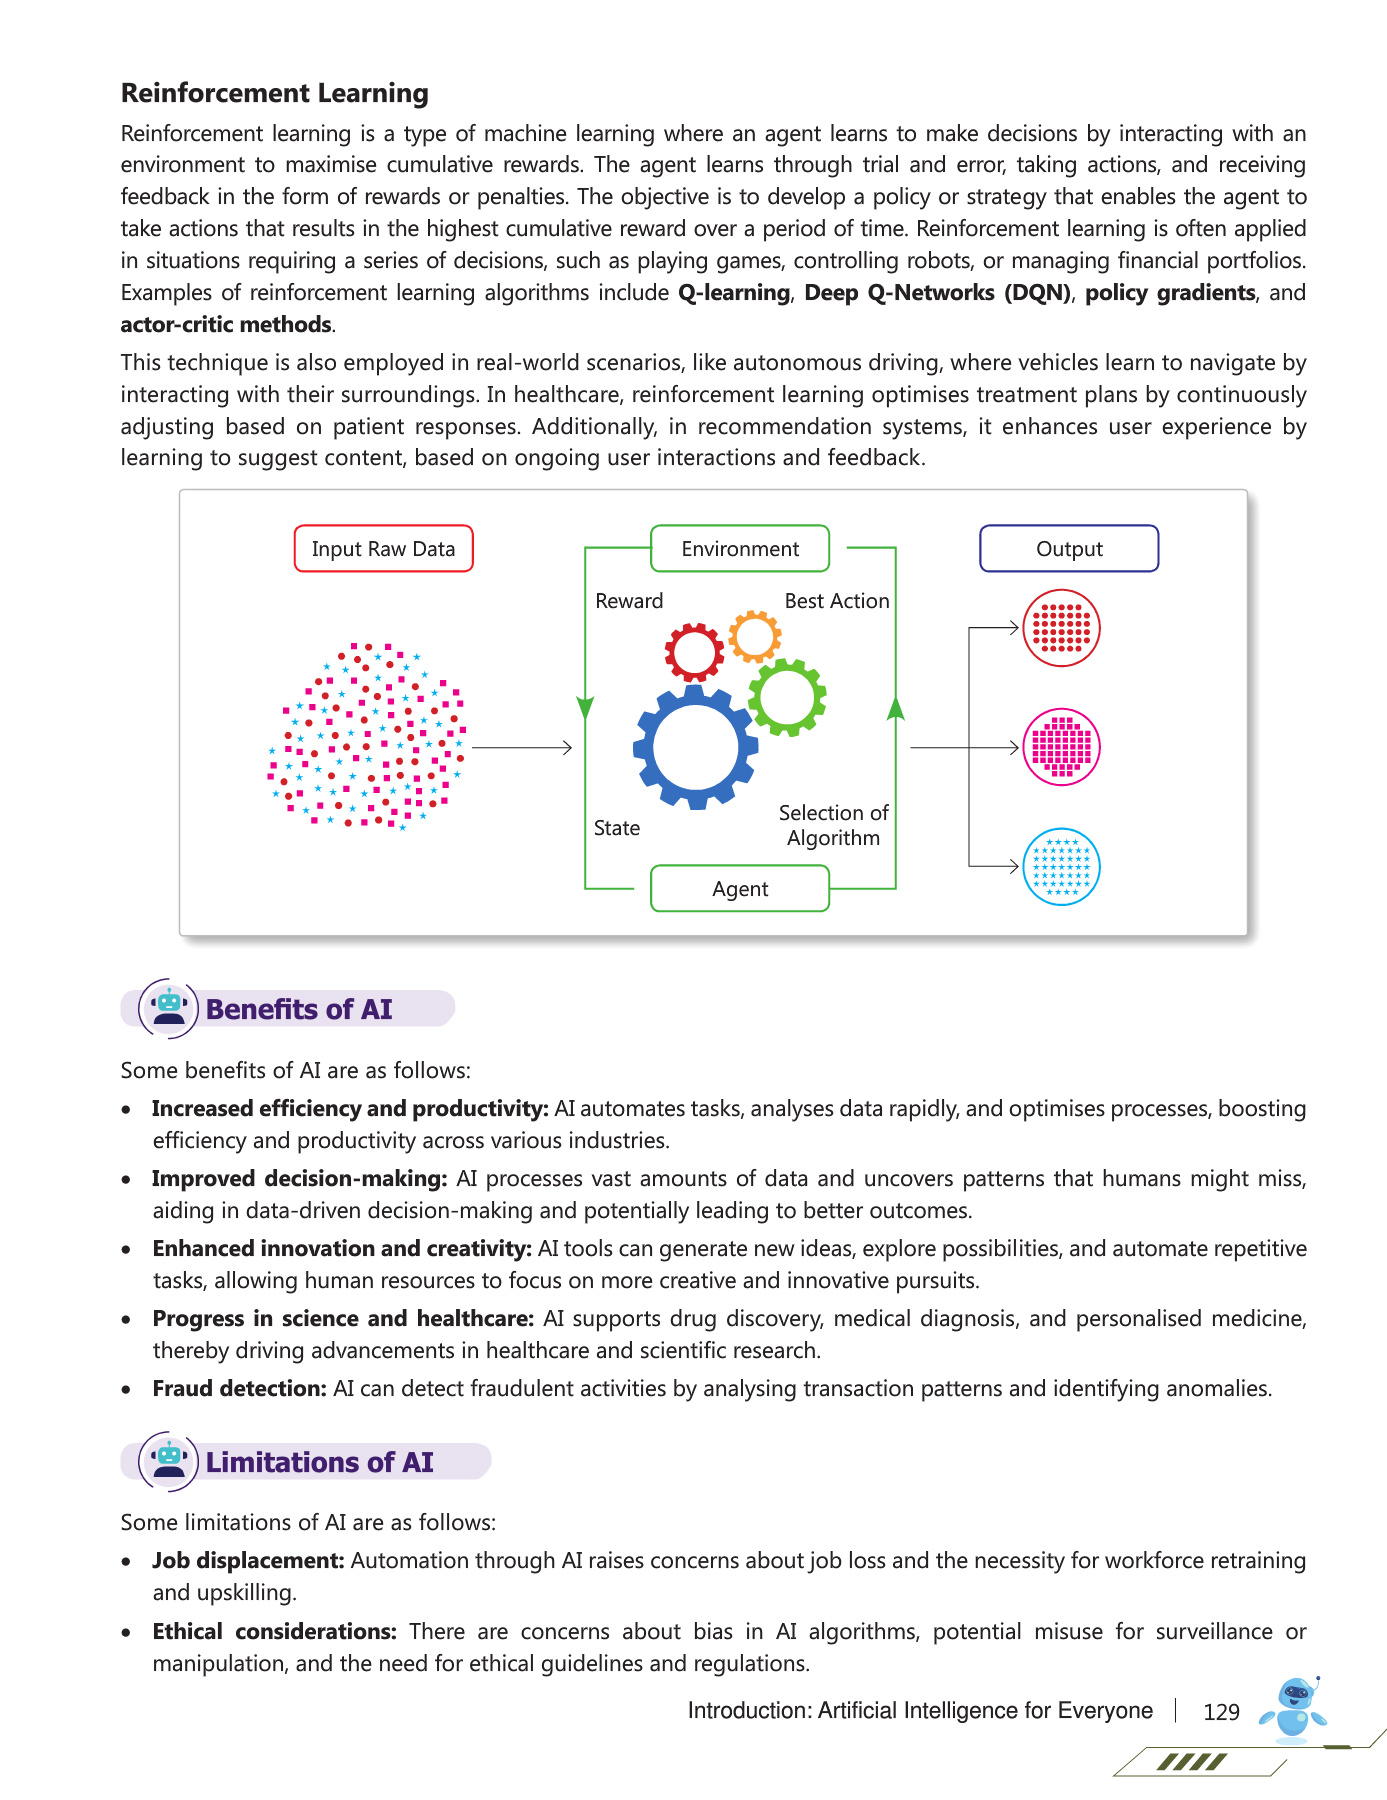 Reinforcement Learning
Reinforcement learning is a type of machine learning where an agent learns to make decisions by interacting with an
environment to maximise cumulative rewards. The agent learns through trial and error, taking actions, and receiving
feedback in the form of rewards or penalties. The objective is to develop a policy or strategy that enables the agent to
take actions that results in the highest cumulative reward over a period of time. Reinforcement learning is often applied
in situations requiring a series of decisions, such as playing games, controlling robots, or managing financial portfolios.
Examples of reinforcement learning algorithms include Q-learning, Deep Q-Networks (DQN), policy gradients, and
actor-critic methods.
This technique is also employed in real-world scenarios, like autonomous driving, where vehicles learn to navigate by
interacting with their surroundings. In healthcare, reinforcement learning optimises treatment plans by continuously
adjusting based on patient responses. Additionally, in recommendation systems, it enhances user experience by
learning to suggest content, based on ongoing user interactions and feedback.
Input Raw Data
Environment
Output
Reward
Best Action
State
Selection of
Algorithm
Agent
Benefits of AI
Some benefits of AI are as follows:
• Increased efficiency and productivity: AI automates tasks, analyses data rapidly, and optimises processes, boosting
efficiency and productivity across various industries.
• Improved decision-making: AI processes vast amounts of data and uncovers patterns that humans might miss,
aiding in data-driven decision-making and potentially leading to better outcomes.
• Enhanced innovation and creativity: AI tools can generate new ideas, explore possibilities, and automate repetitive
tasks, allowing human resources to focus on more creative and innovative pursuits.
• Progress in science and healthcare: AI supports drug discovery, medical diagnosis, and personalised medicine,
thereby driving advancements in healthcare and scientific research.
• Fraud detection: AI can detect fraudulent activities by analysing transaction patterns and identifying anomalies.
Limitations of AI
Some limitations of AI are as follows:
• Job displacement: Automation through AI raises concerns about job loss and the necessity for workforce retraining
and upskilling.
• Ethical considerations: There are concerns about bias in AI algorithms, potential misuse for surveillance or
manipulation, and the need for ethical guidelines and regulations.
Introduction: Artificial Intelligence for Everyone | 129